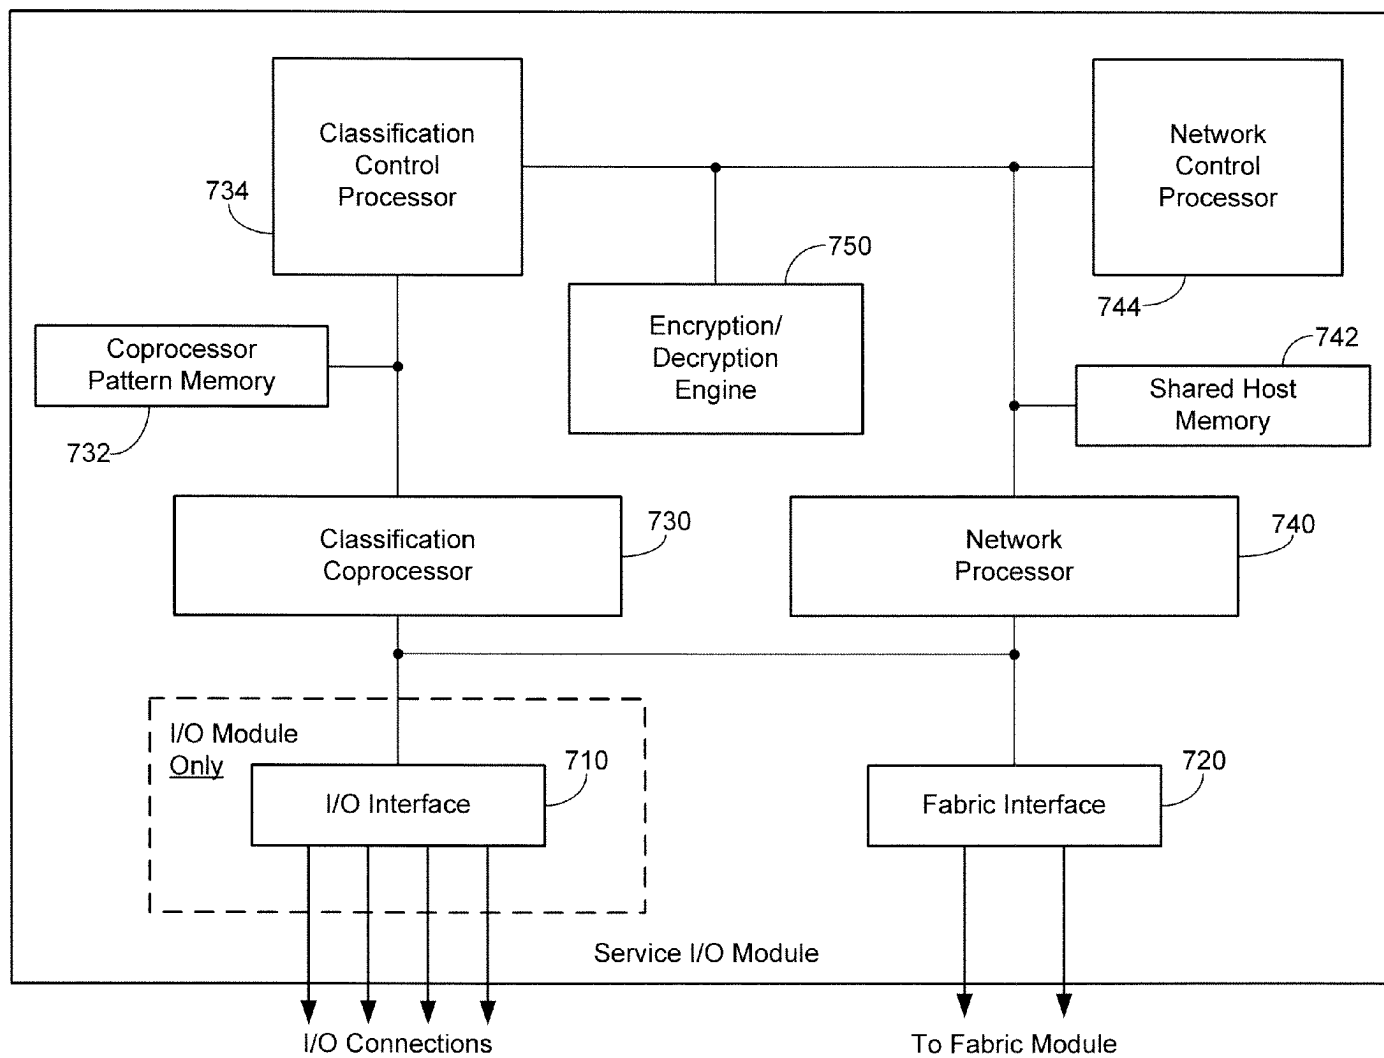 Classification
Control
Processor
734
Network
Control
Processor
744
750
Encryption/
Decryption
Engine
Coprocessor
Pattern Memory
732
742
Shared Host
Memory
Classification
Coprocessor
730
Network
Processor
740
I/O Module
Only
710
I/O Interface
720
Fabric Interface
Service I/O Module
I/O Connections
To Fabric Module